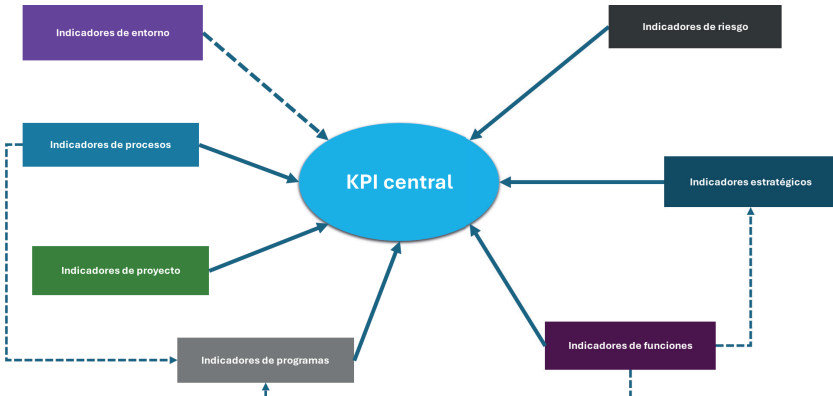 Indicadores de entorno
Indicadores de riesgo
Indicadores de procesos
KPI central
Indicadores estratégicos
Indicadores de proyecto
Indicadores de funciones
Indicadores de programas